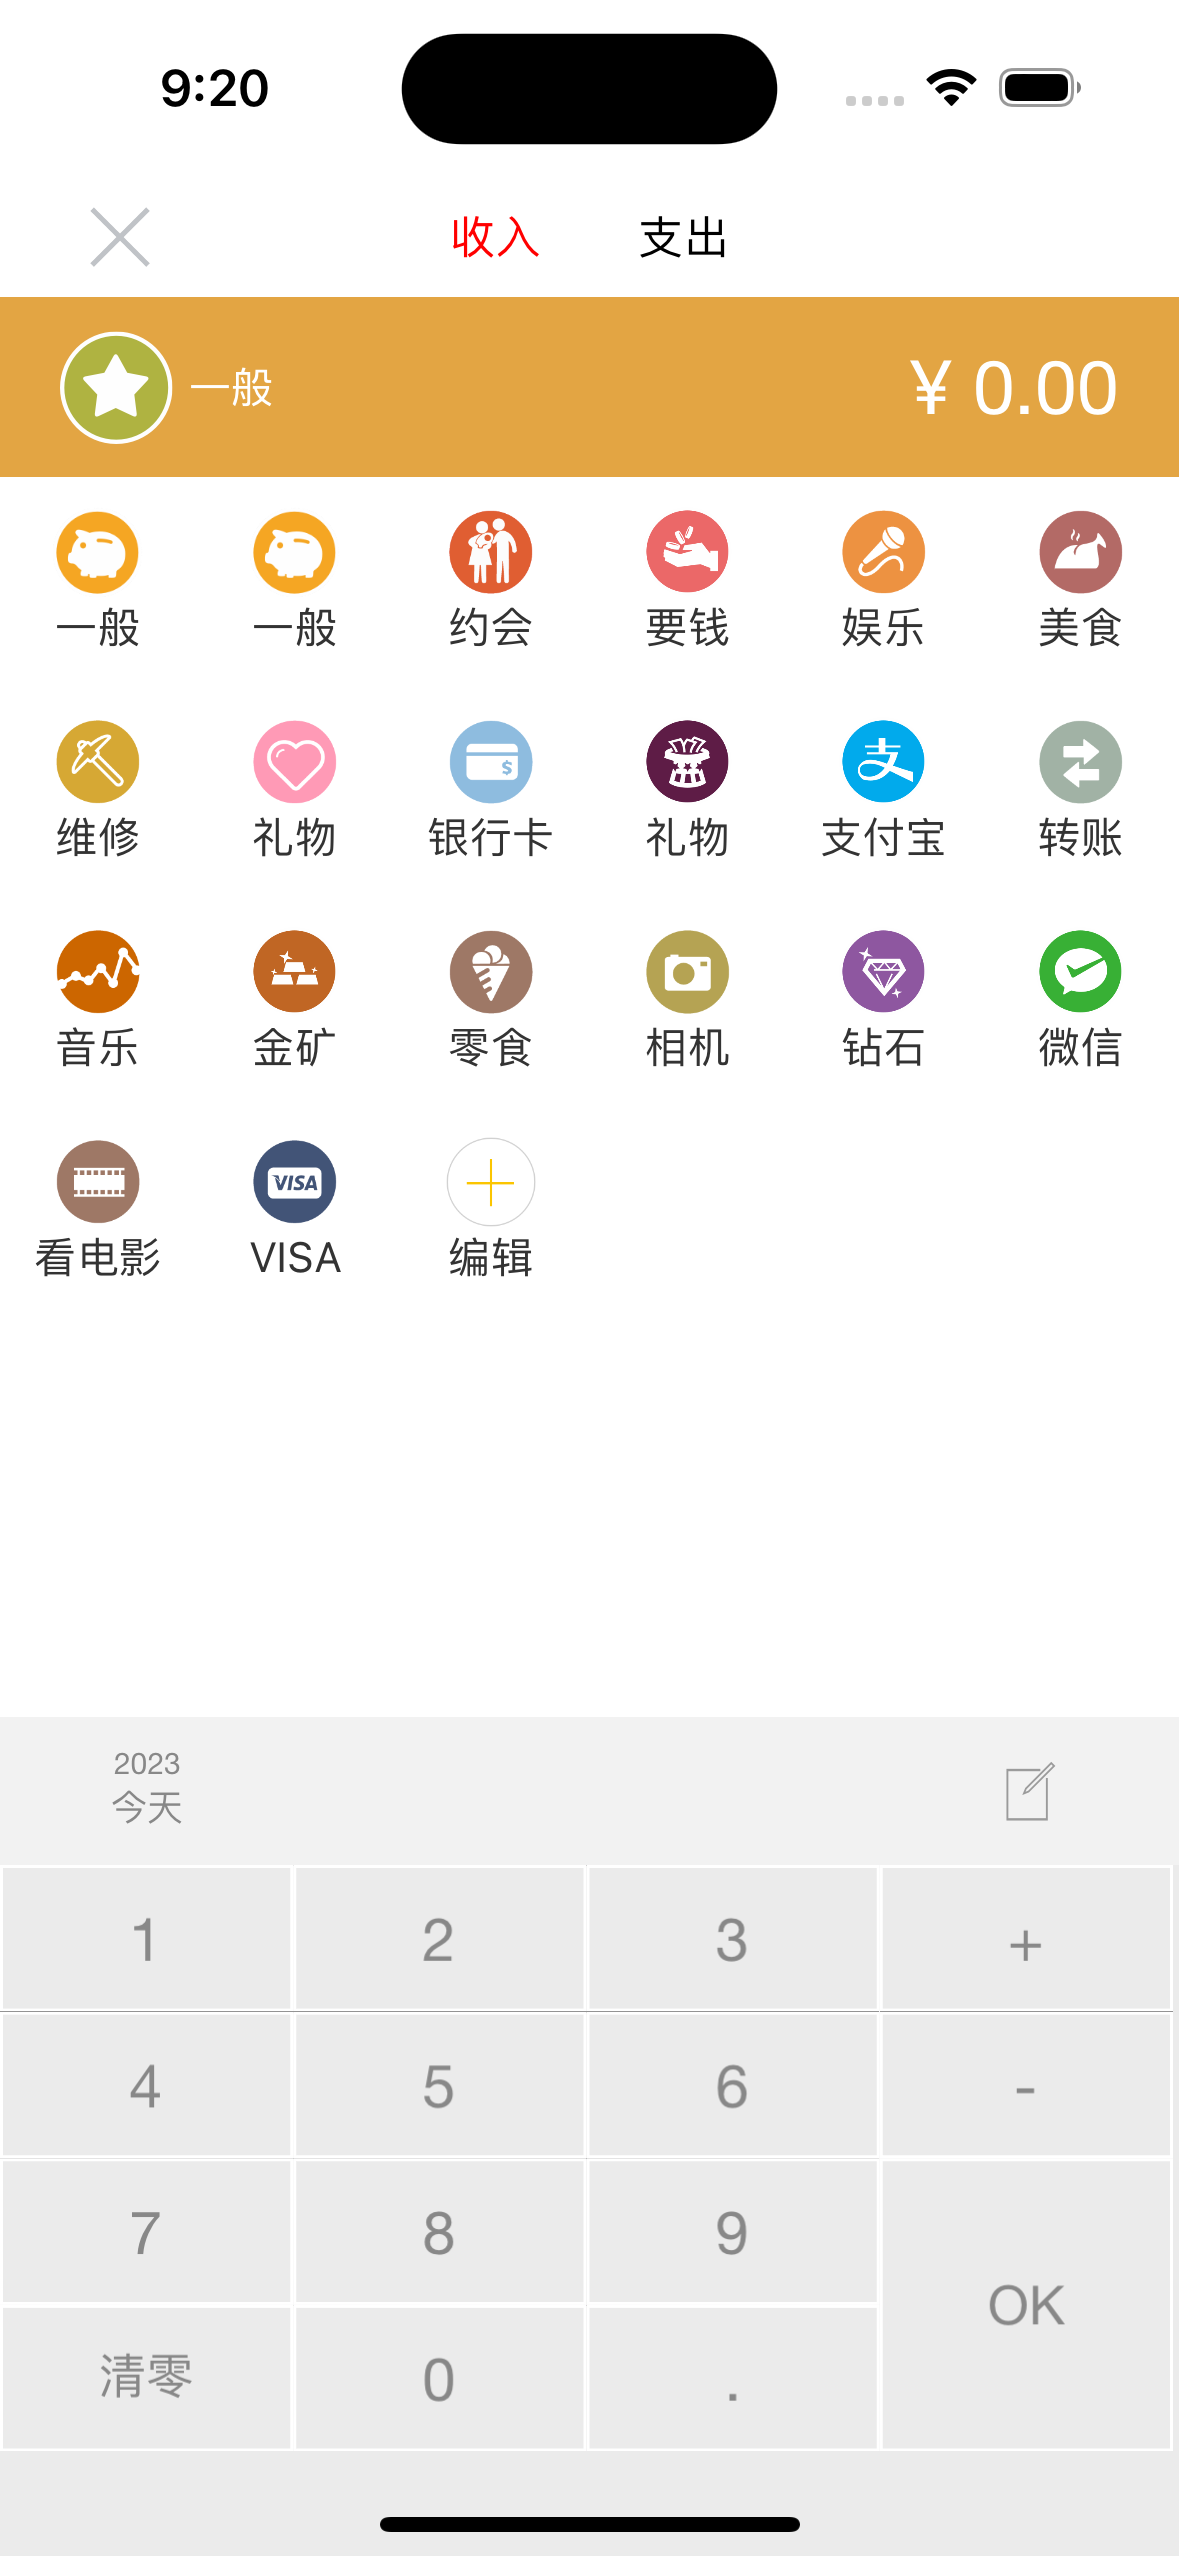 9:20
收入 支出
一般 ¥ 0.00
一般 一般 约会 要钱 娱乐 美食
$
支
维修 礼物 银行卡 礼物 支付宝 转账
音乐 金矿 零食 相机 钻石 微信
VISA
看电影 VISA 编辑
2023
今天
1 2 3 +
4 5 6 -
7 8 9
OK
清零 0 .